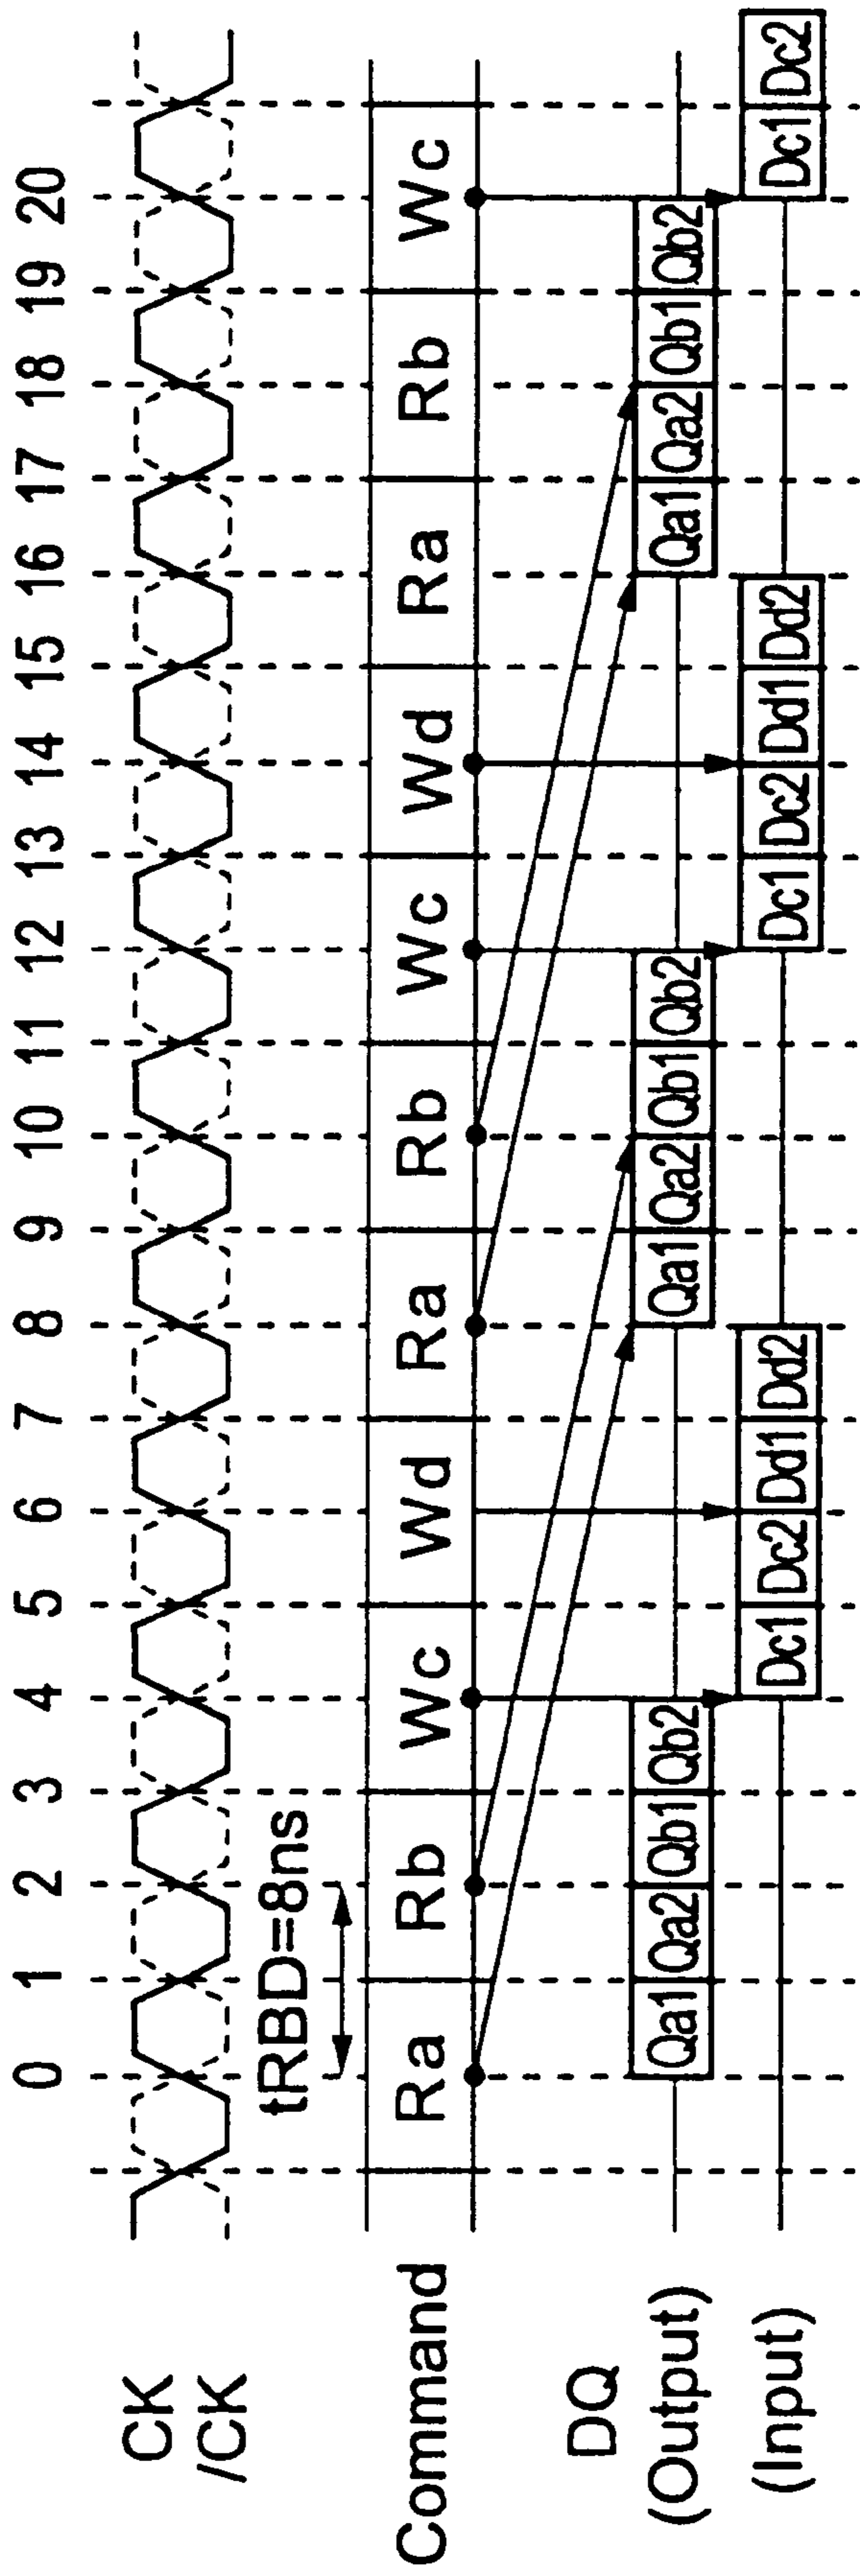 0 1 2 3 4 5 6 7 8 9 10 11 12 13 14 15 16 17 18 19 20
CK
/CK
tRBD=8ns
Command Ra Rb Wc Wd Ra Rb Wc Wd Ra Rb Wc
DQ
(Output) Qa1 Qa2 Qb1 Qb2 Qa1 Qa2 Qb1 Qb2 Qa1 Qa2 Qb1 Qb2
(Input) Dc1 Dc2 Dd1 Dd2 Dc1 Dc2 Dd1 Dd2 Dc1 Dc2